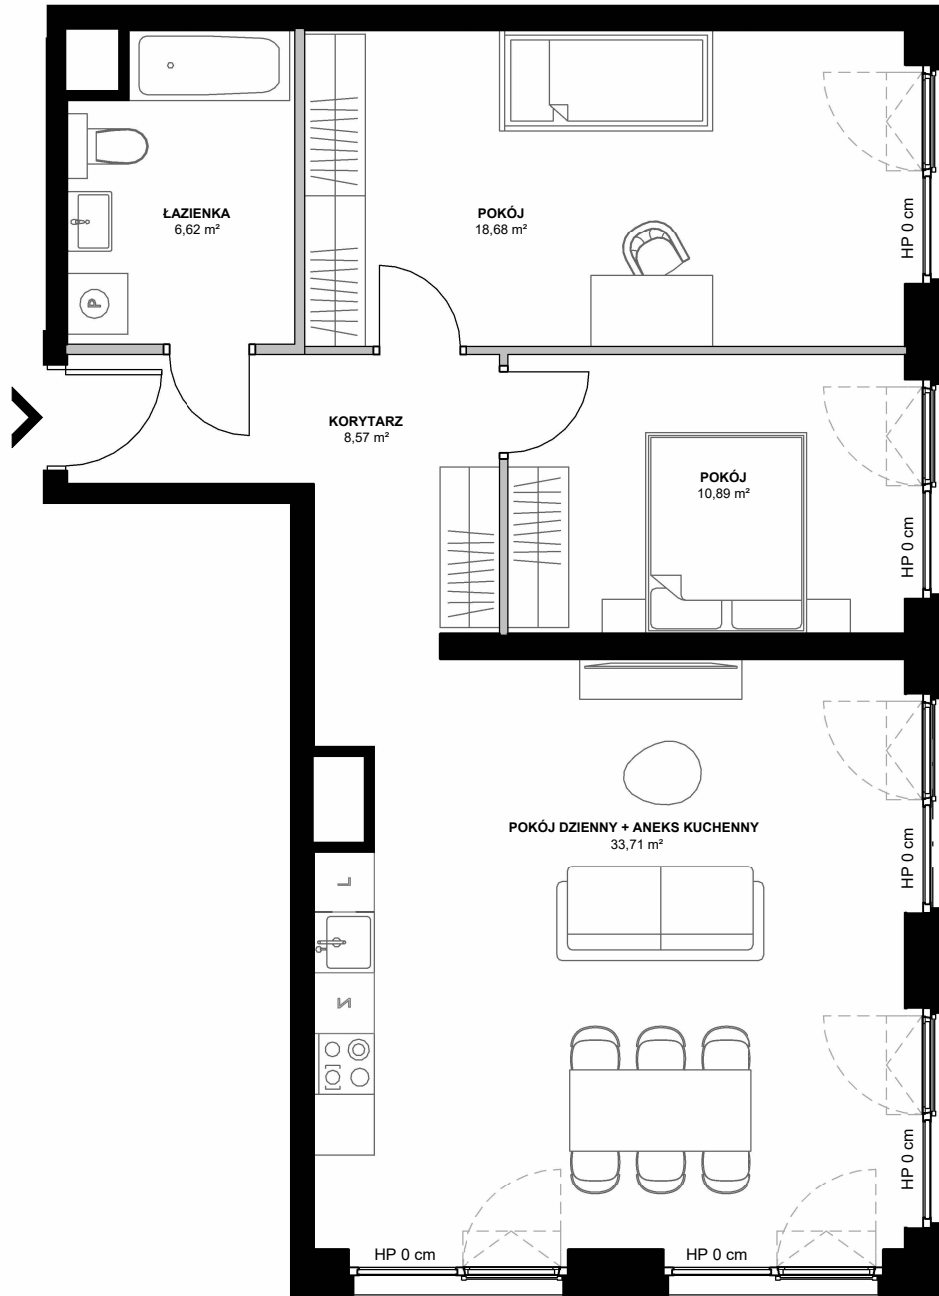 ŁAZIENKA
6,62 m²
POKÓJ
18,68 m²
HP 0 cm
P
KORYTARZ
8,57 m²
POKÓJ
10,89 m²
HP 0 cm
POKÓJ DZIENNY + ANEKS KUCHENNY
33,71 m²
HP 0 cm
L
Z
HP 0 cm
HP 0 cm
HP 0 cm